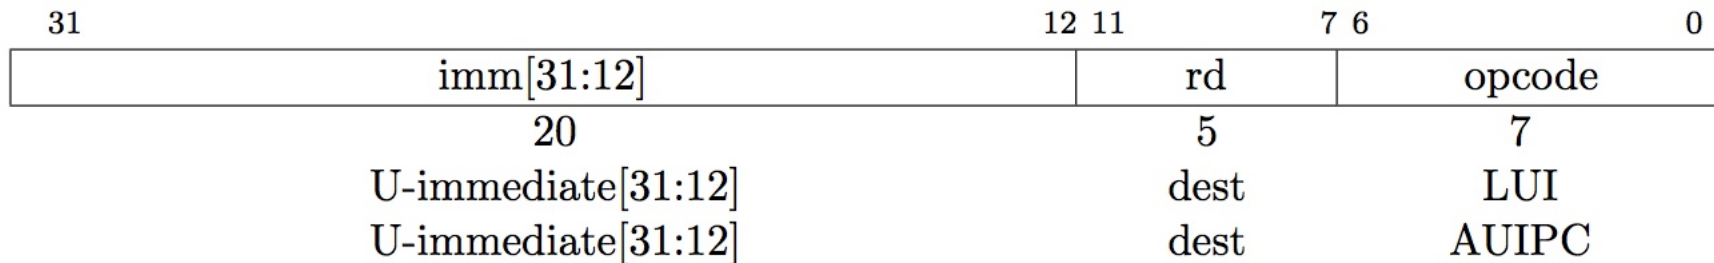 31 12 11 7 6 0
imm[31:12] rd opcode
20 5 7
U-immediate[31:12] dest LUI
U-immediate[31:12] dest AUIPC